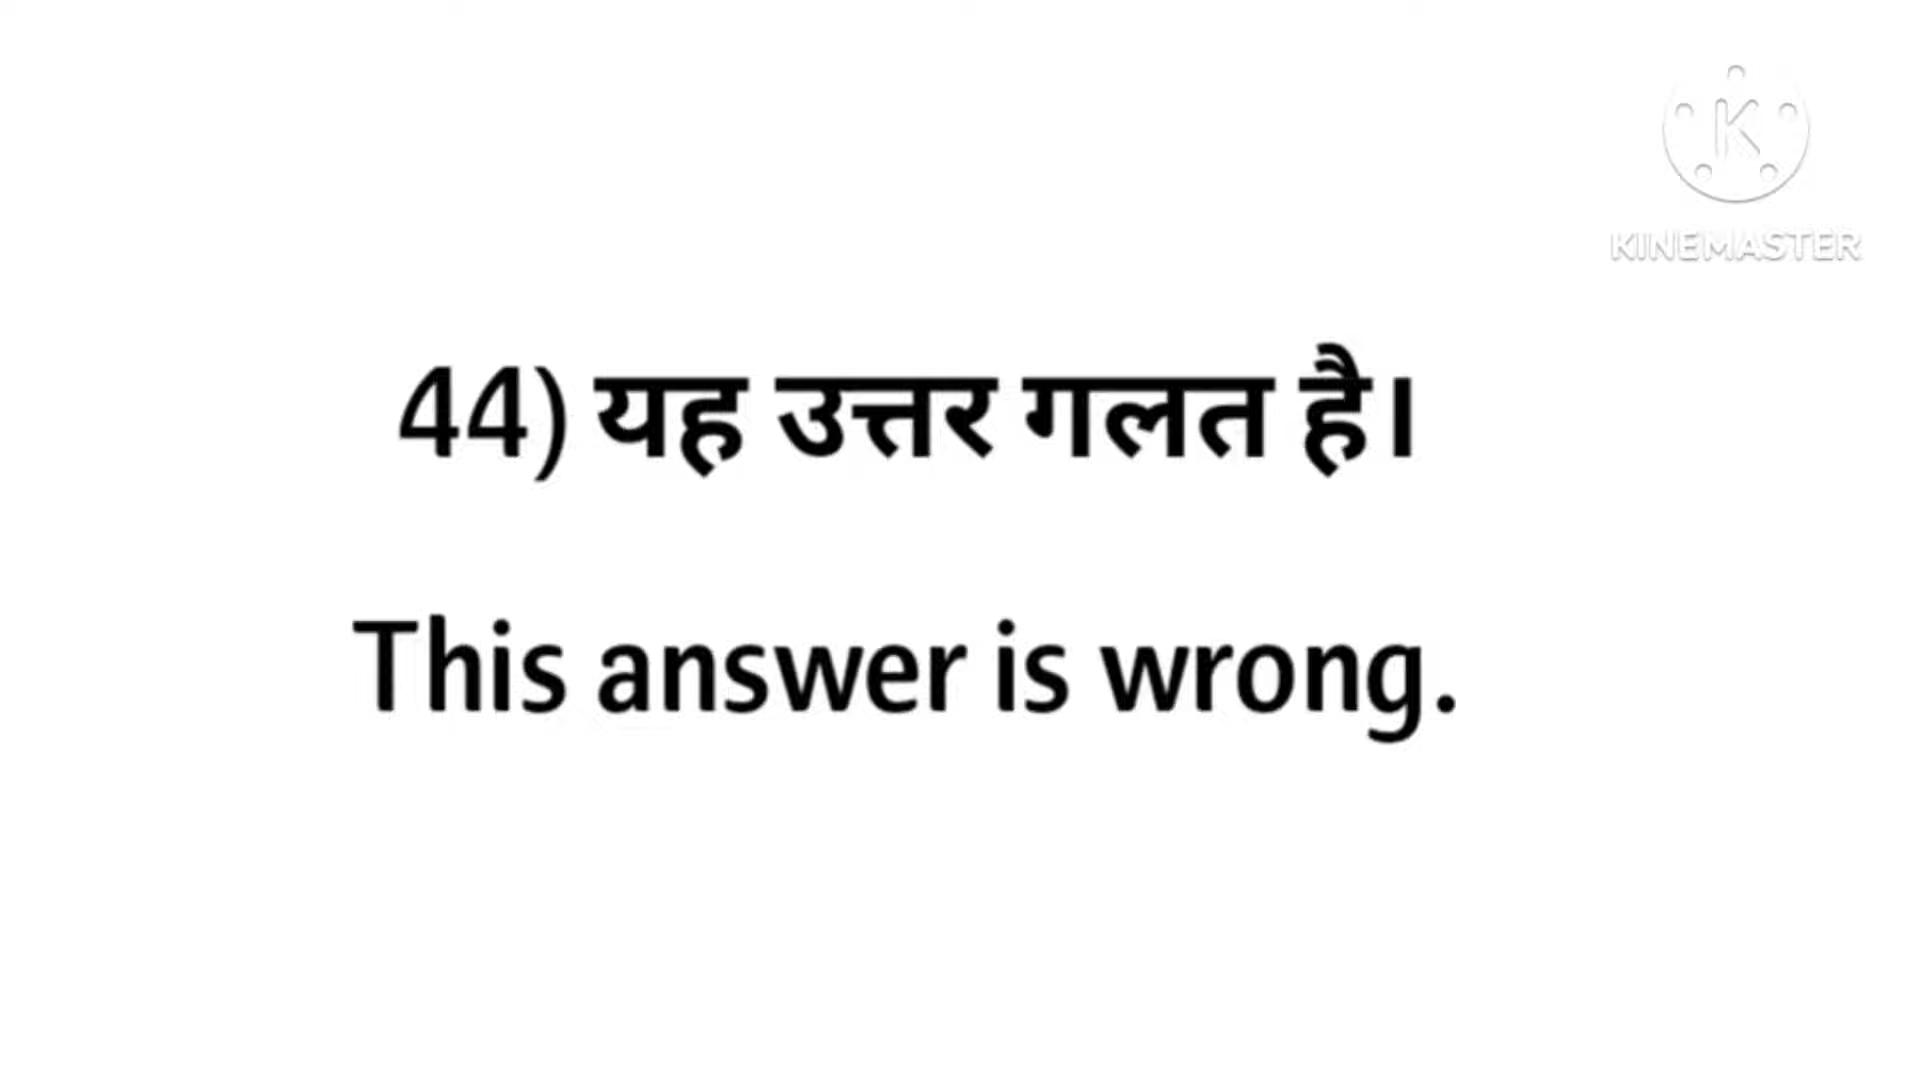 K
KINEMASTER
44) यह उत्तर गलत है।
This answer is wrong.